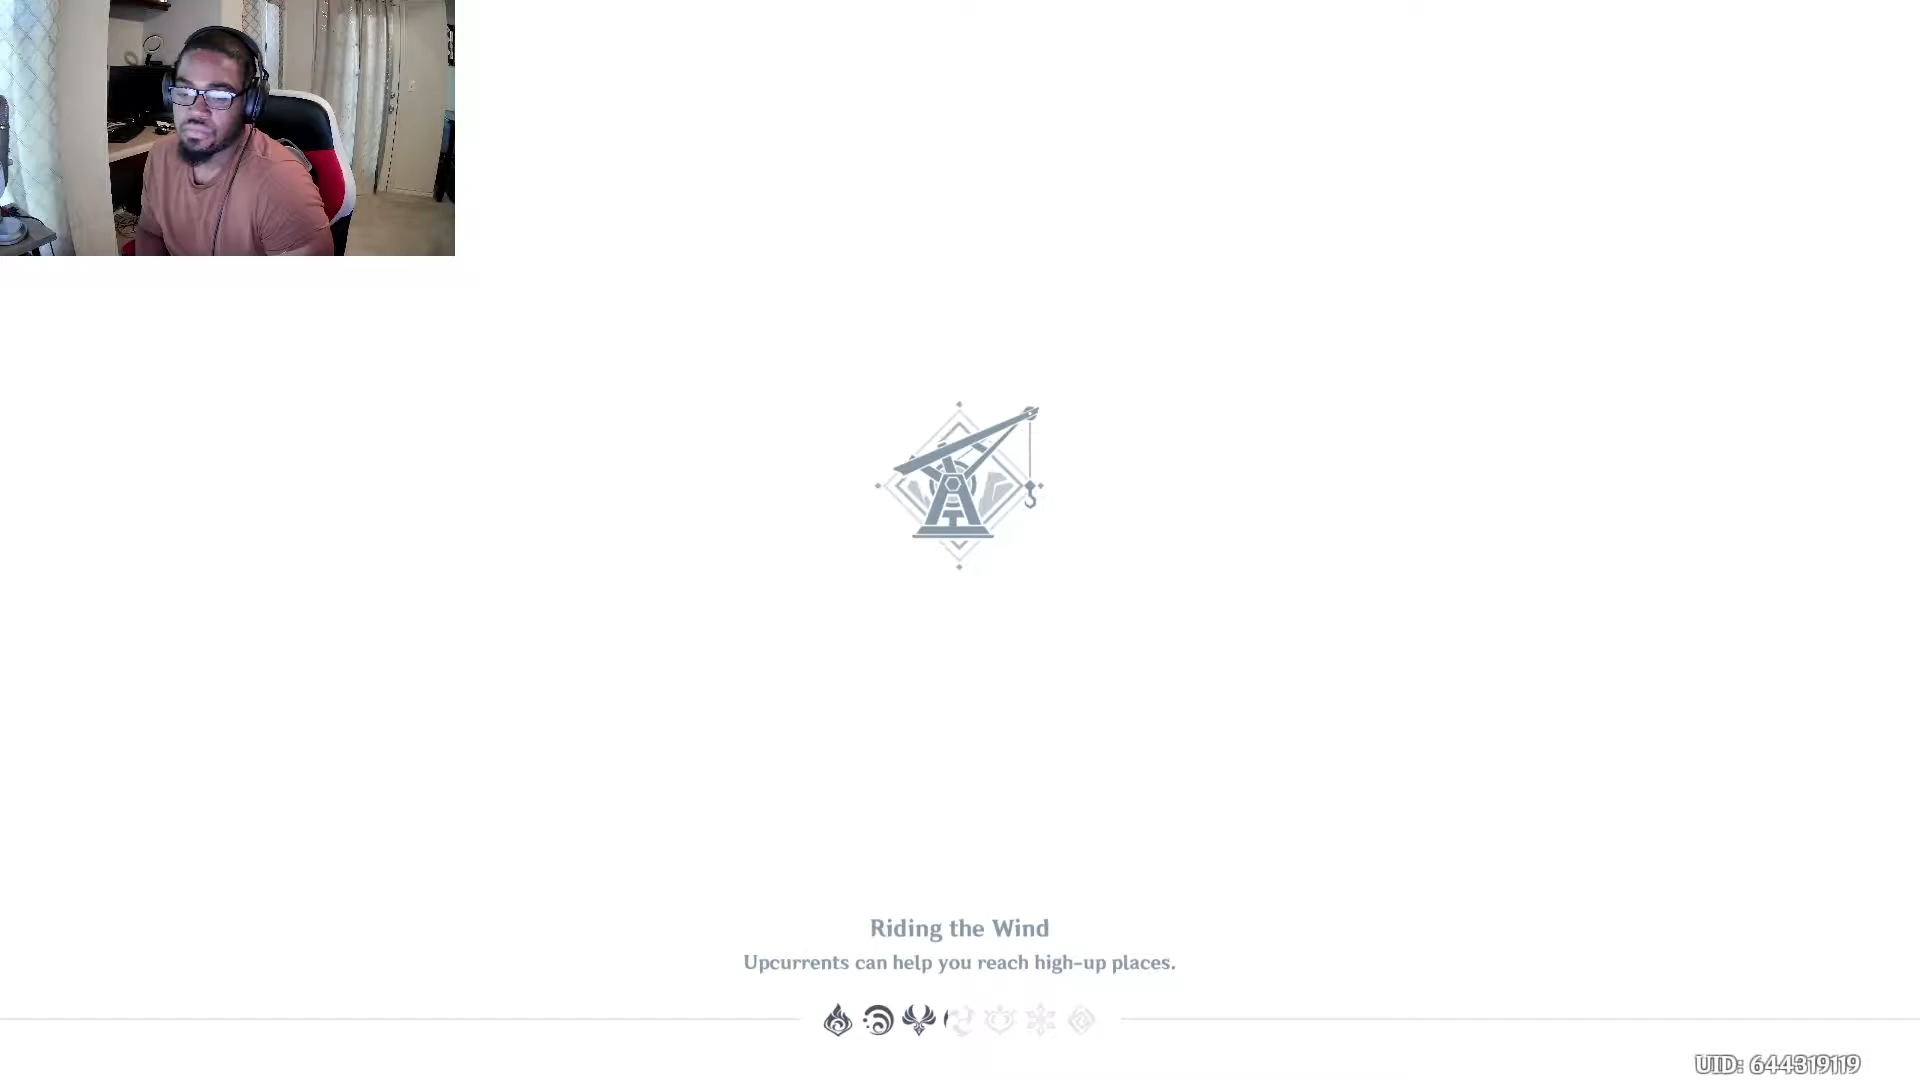 Riding the Wind
Upcurrents can help you reach high-up places.
UID: 644319119